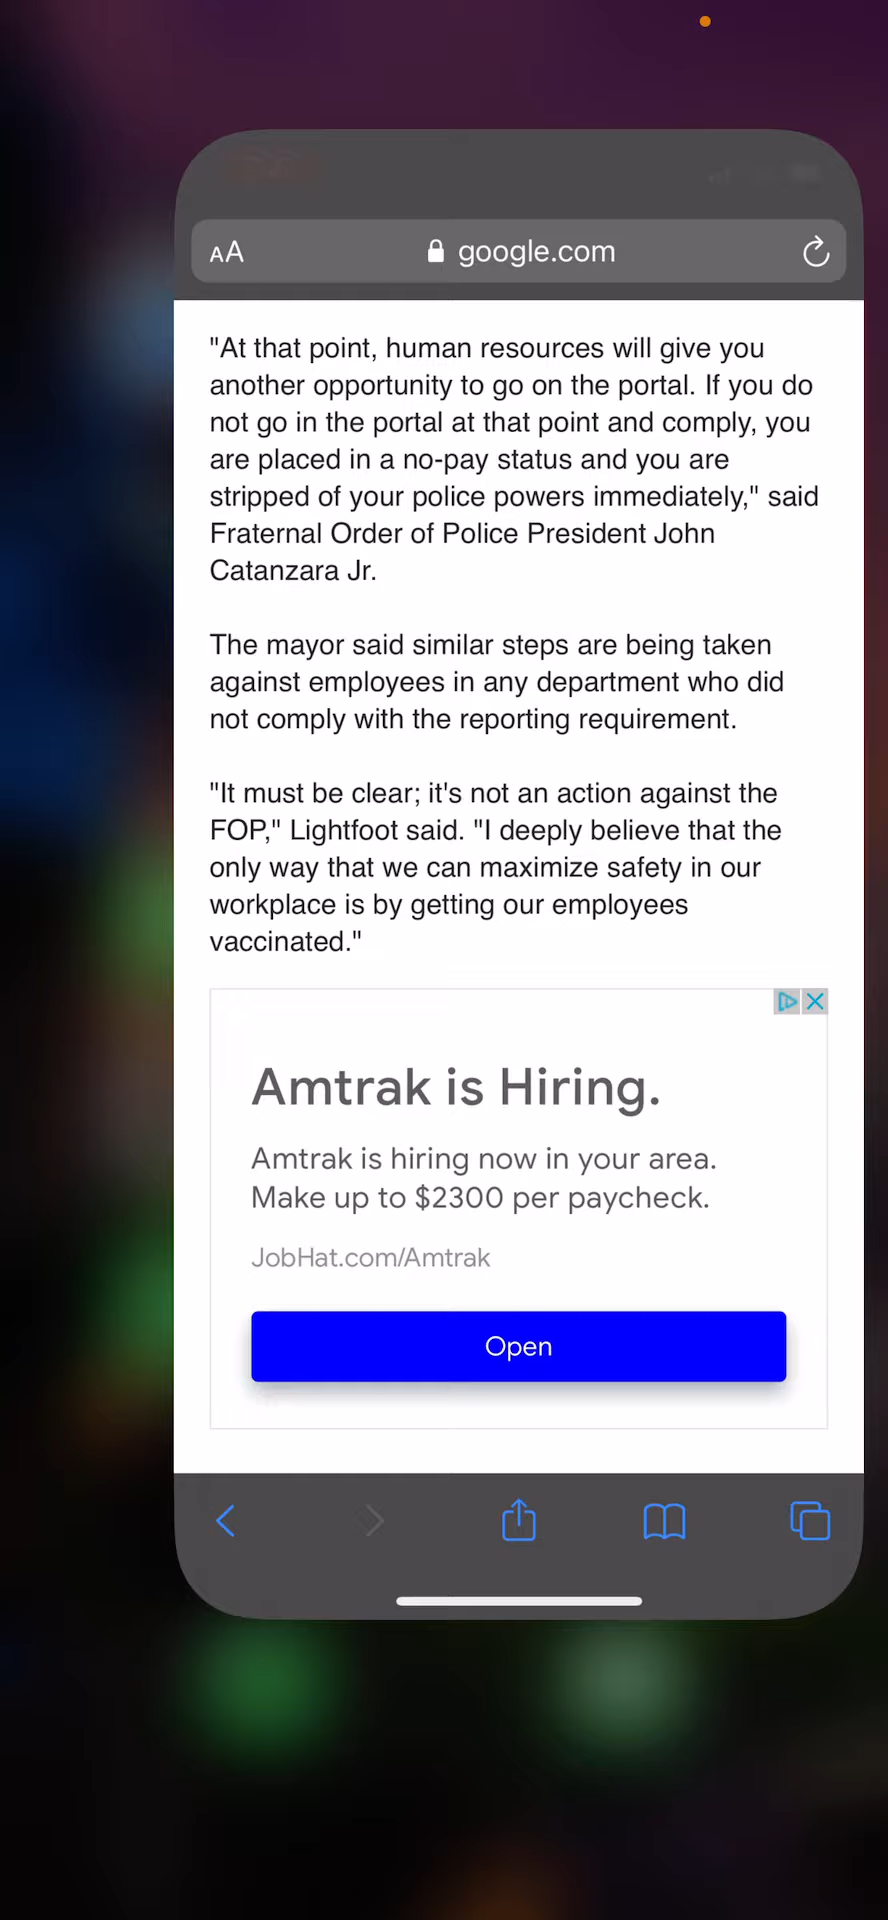 AA google.com
"At that point, human resources will give you
another opportunity to go on the portal. If you do
not go in the portal at that point and comply, you
are placed in a no-pay status and you are
stripped of your police powers immediately," said
Fraternal Order of Police President John
Catanzara Jr.
The mayor said similar steps are being taken
against employees in any department who did
not comply with the reporting requirement.
"It must be clear; it's not an action against the
FOP," Lightfoot said. "I deeply believe that the
only way that we can maximize safety in our
workplace is by getting our employees
vaccinated."
Amtrak is Hiring.
Amtrak is hiring now in your area.
Make up to $2300 per paycheck.
JobHat.com/Amtrak
Open